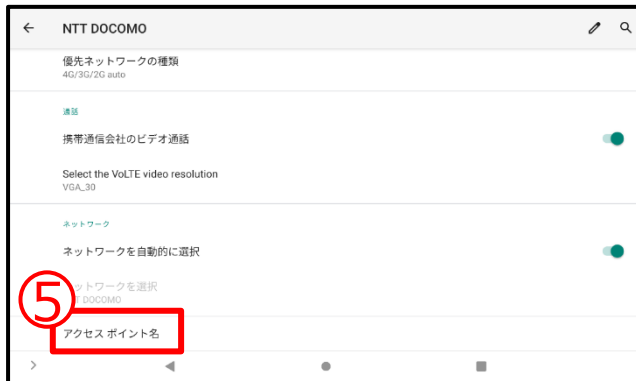 NTT DOCOMO
優先ネットワークの種類
4G/3G/2G auto
通話
携帯通信会社のビデオ通話
Select the VoLTE video resolution
VGA_30
ネットワーク
ネットワークを自動的に選択
ットワークを選択
T DOCOMO
⑤
アクセス ポイント名